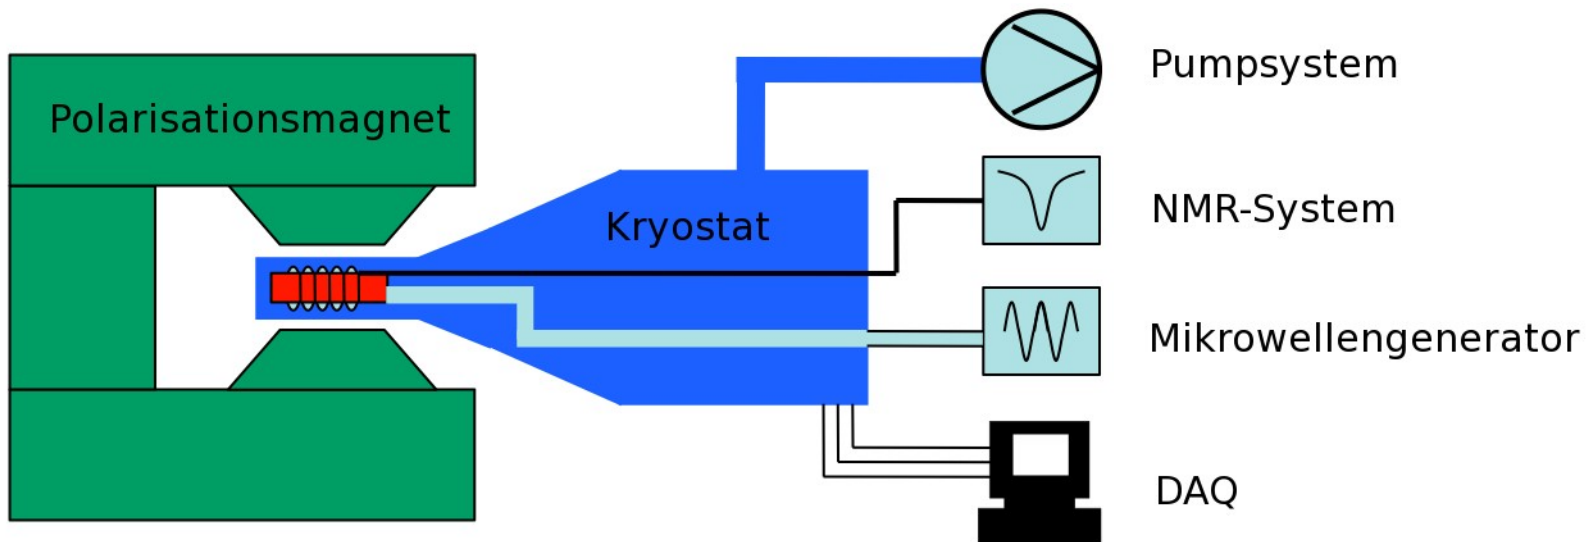 Polarisationsmagnet
Kryostat
Pumpsystem
NMR-System
Mikrowellengenerator
DAQ